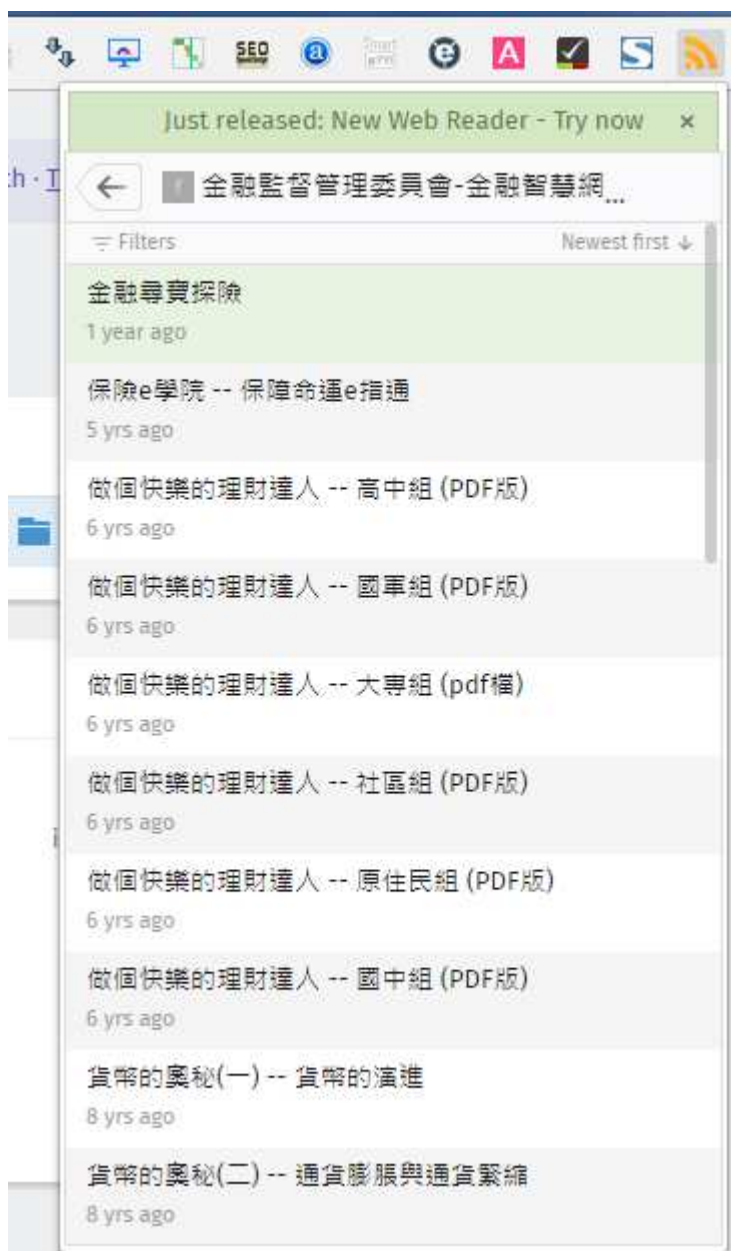 SEO
a
e
A
S
Just released: New Web Reader - Try now ×
th · T
金融監督管理委員會-金融智慧網...
Filters
Newest first ↓
金融尋寶探險
1 year ago
保險e學院 -- 保障命運e指通
5 yrs ago
做個快樂的理財達人 -- 高中組 (PDF版)
6 yrs ago
做個快樂的理財達人 -- 國軍組 (PDF版)
6 yrs ago
做個快樂的理財達人 -- 大專組 (pdf檔)
6 yrs ago
做個快樂的理財達人 -- 社區組 (PDF版)
6 yrs ago
做個快樂的理財達人 -- 原住民組 (PDF版)
6 yrs ago
做個快樂的理財達人 -- 國中組 (PDF版)
6 yrs ago
貨幣的奧秘(一) -- 貨幣的演進
8 yrs ago
貨幣的奧秘(二) -- 通貨膨脹與通貨緊縮
8 yrs ago